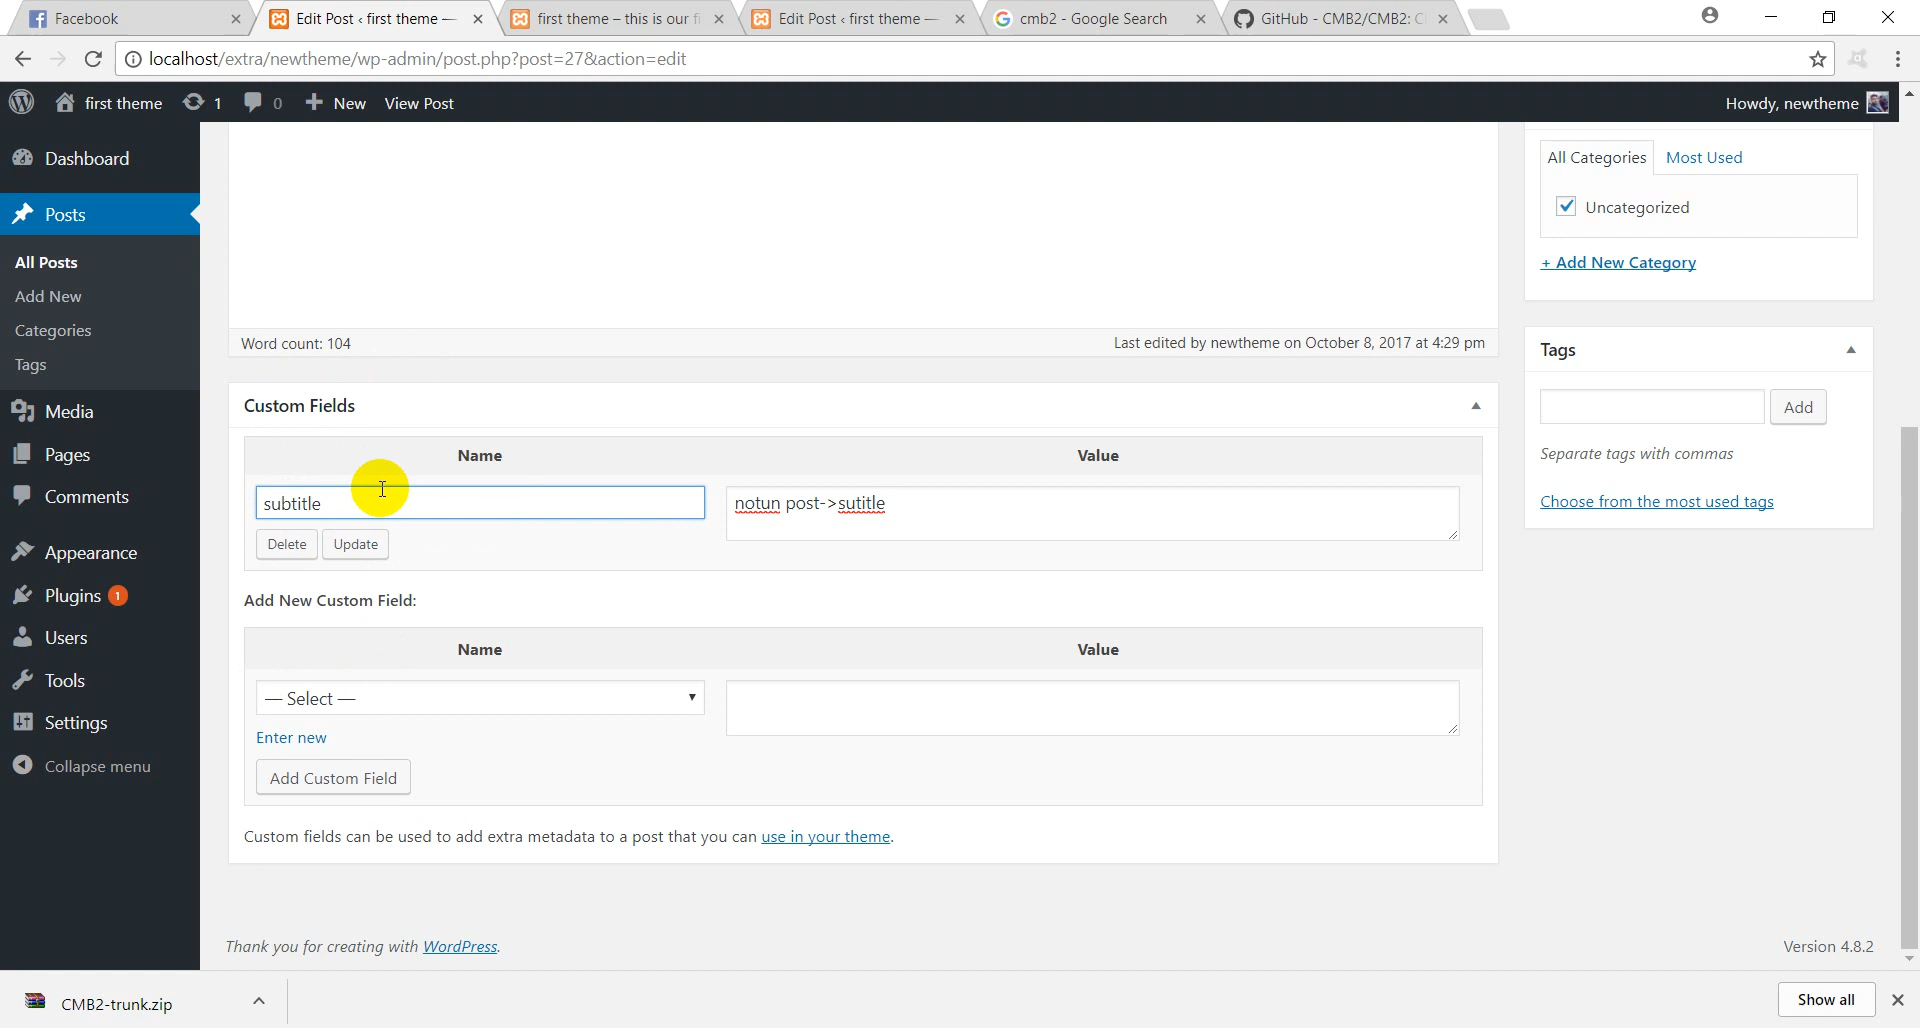 Facebook
Edit Post ‹ first theme —
first theme – this is our fi
Edit Post ‹ first theme —
cmb2 - Google Search
GitHub - CMB2/CMB2: C
localhost/extra/newtheme/wp-admin/post.php?post=27&action=edit
first theme
1
0
New
View Post
Howdy, newtheme
Dashboard
Posts
All Posts
Add New
Categories
Tags
Media
Pages
Comments
Appearance
Plugins 1
Users
Tools
Settings
Collapse menu
Word count: 104
Last edited by newtheme on October 8, 2017 at 4:29 pm
Custom Fields
Name
Value
subtitle
notun post->sutitle
Delete
Update
Add New Custom Field:
Name
Value
— Select —
Enter new
Add Custom Field
Custom fields can be used to add extra metadata to a post that you can use in your theme.
All Categories
Most Used
Uncategorized
+ Add New Category
Tags
Add
Separate tags with commas
Choose from the most used tags
Thank you for creating with WordPress.
Version 4.8.2
CMB2-trunk.zip
Show all